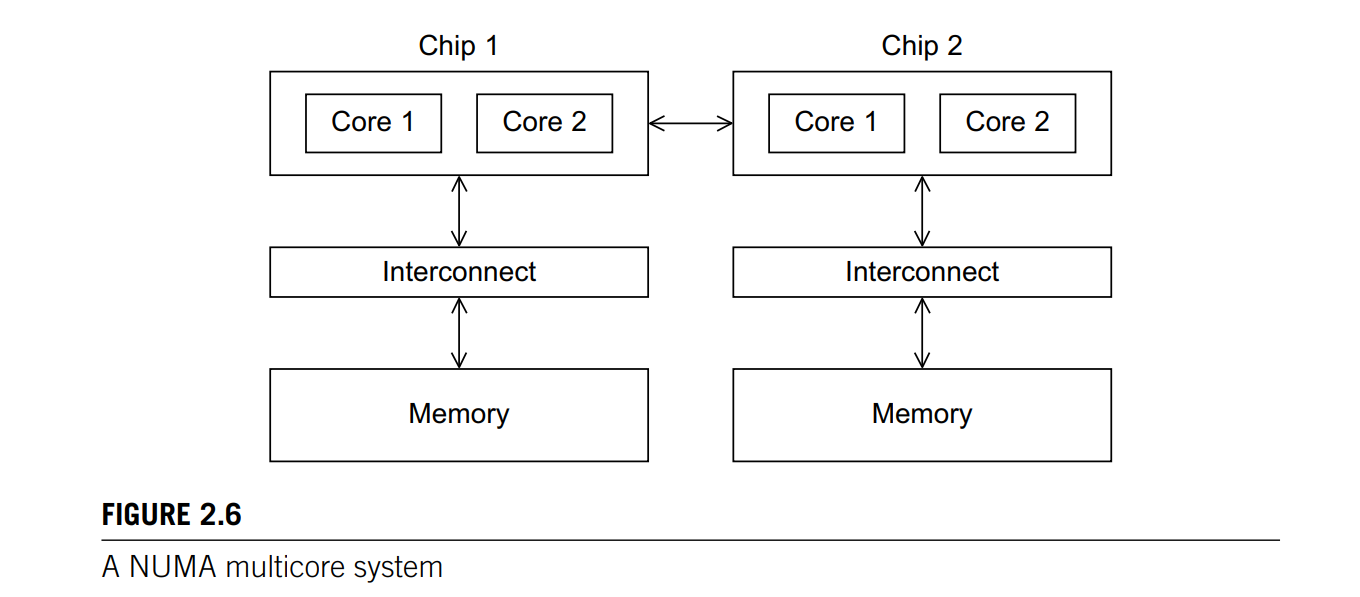 Chip 1
Chip 2
Core 1
Core 2
Core 1
Core 2
Interconnect
Interconnect
Memory
Memory
FIGURE 2.6
A NUMA multicore system